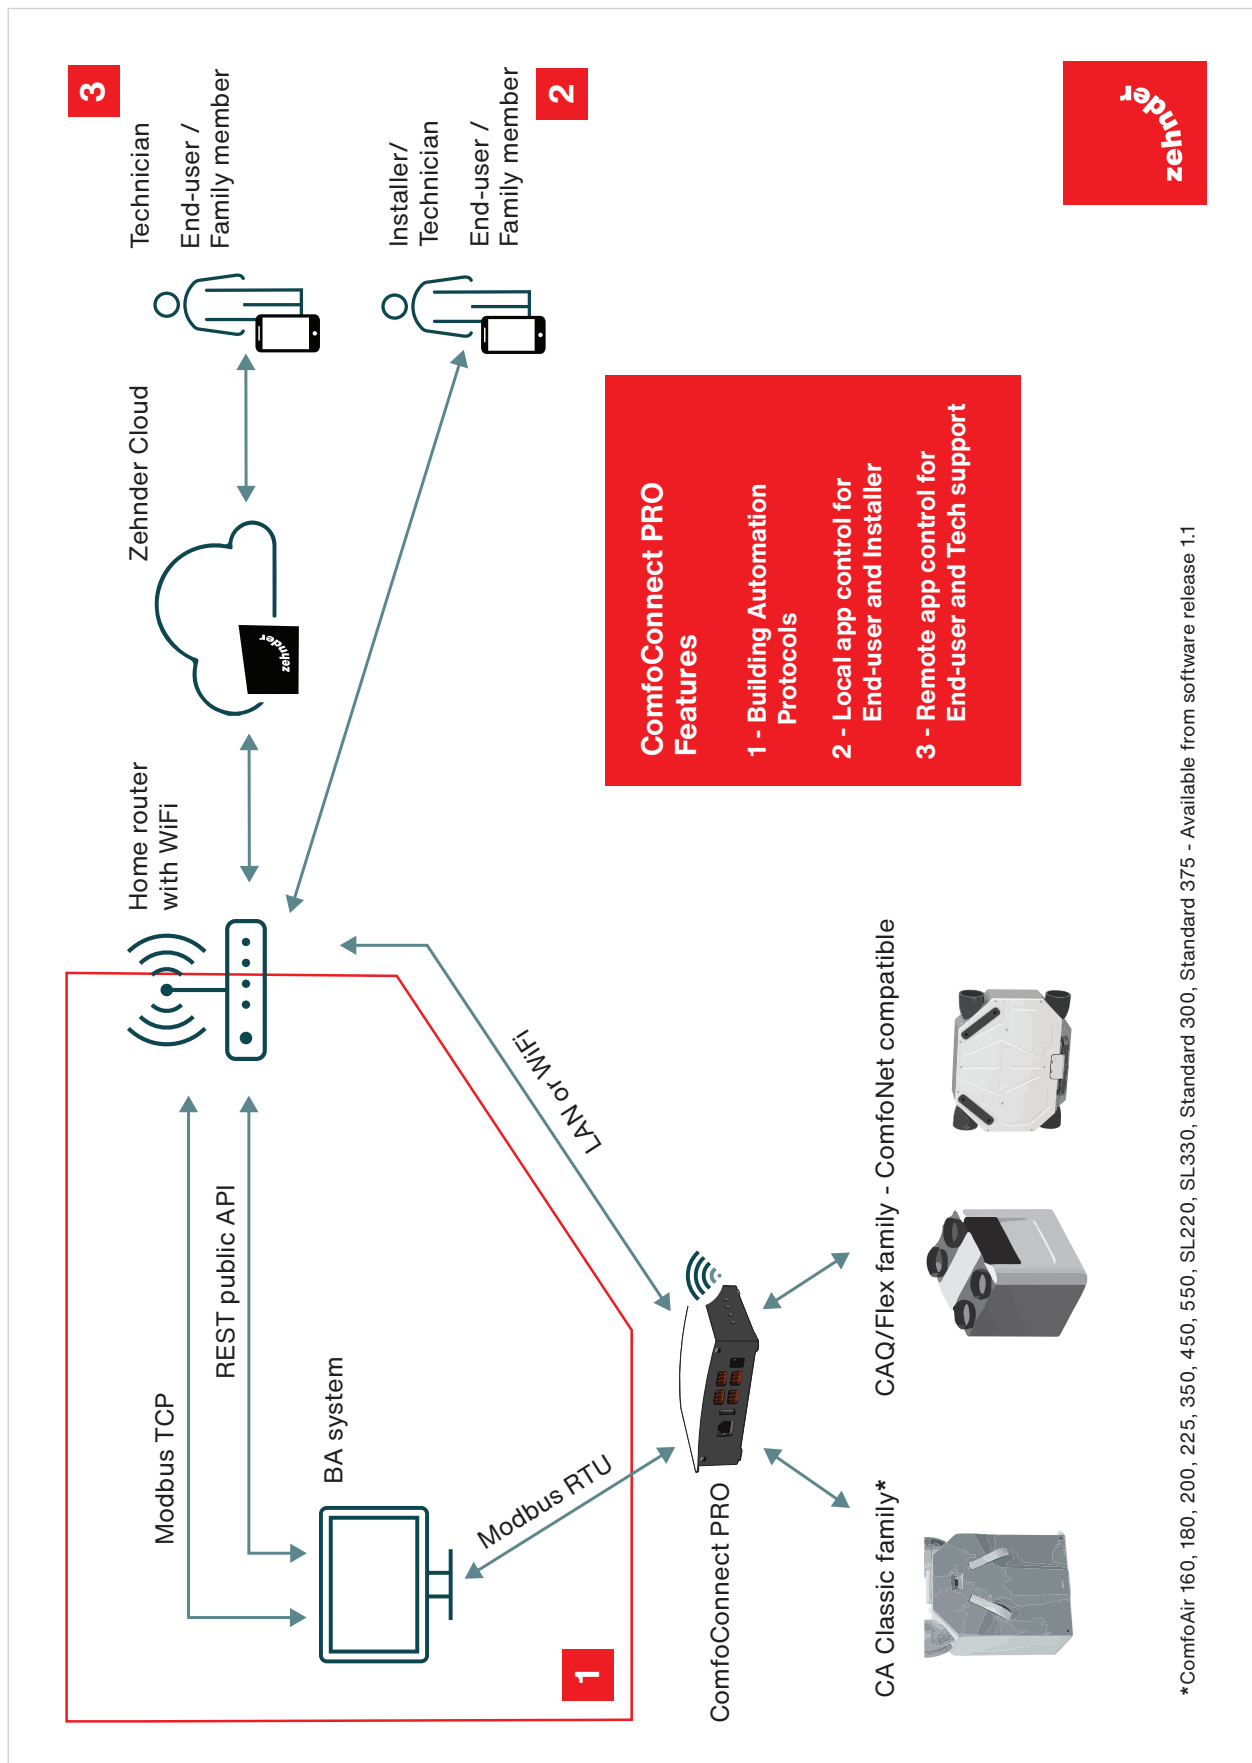 Modbus TCP
REST public API
BA system
Modbus RTU
1
Home router
with WiFi
LAN or WiFi
Zehnder Cloud
zehnder
3
Technician
End-user /
Family member
Installer/
Technician
End-user /
Family member
2
ComfoConnect PRO
Features
1 - Building Automation
Protocols
2 - Local app control for
End-user and Installer
3 - Remote app control for
End-user and Tech support
ComfoConnect PRO
CA Classic family*
CAQ/Flex family - ComfoNet compatible
*ComfoAir 160, 180, 200, 225, 350, 450, 550, SL220, SL330, Standard 300, Standard 375 - Available from software release 1.1
zehnder